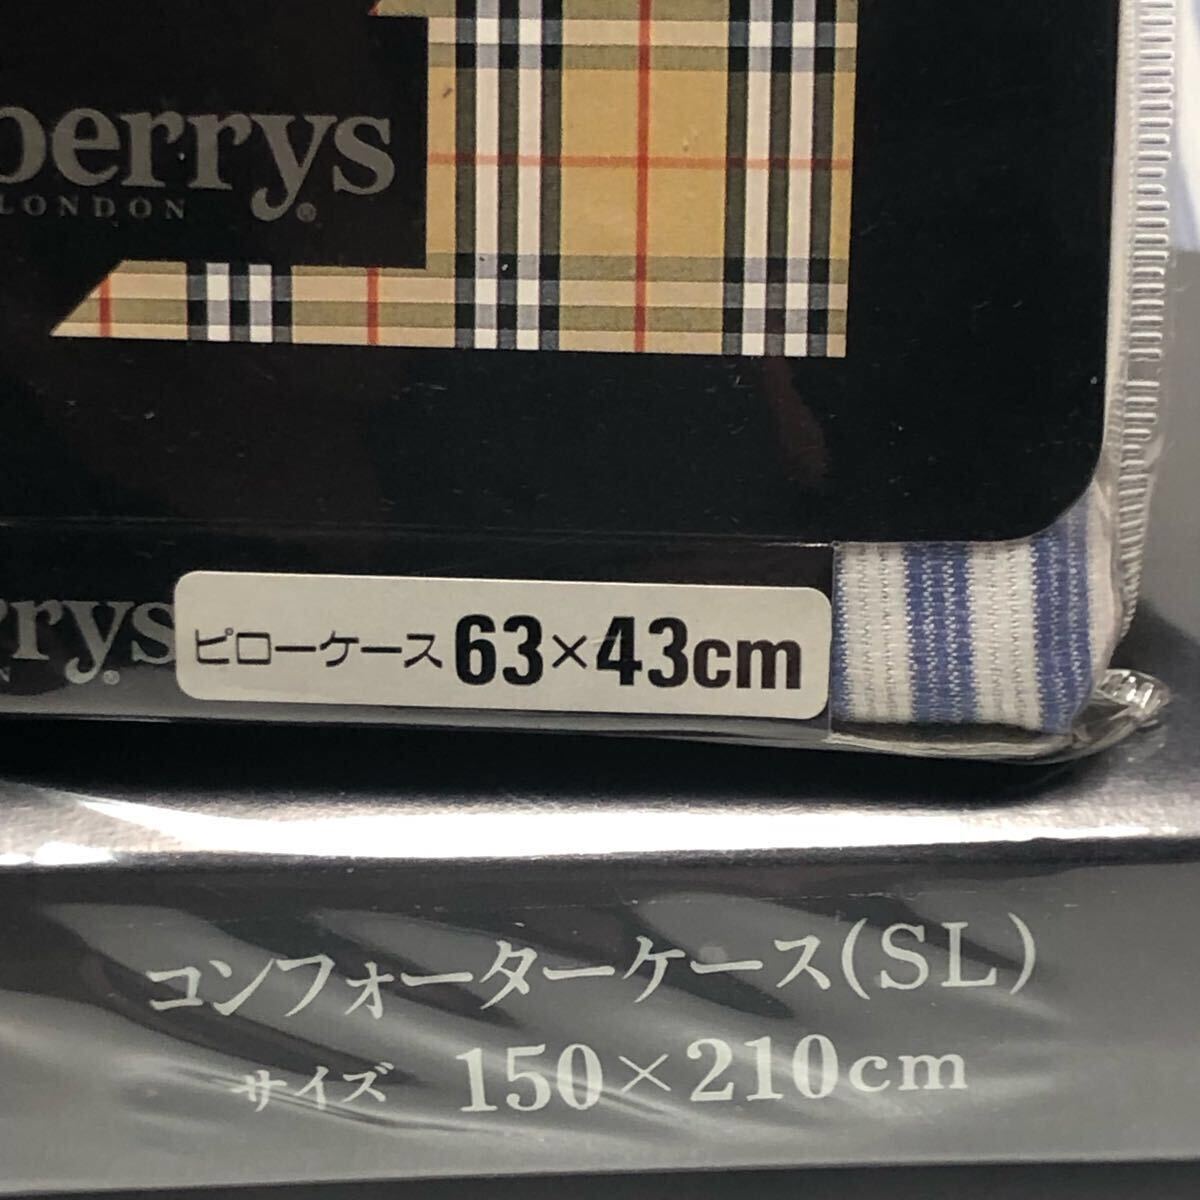 berrys
LONDON
rrys
ピローケース 63×43cm
コンフォーターケース(SL)
サイズ 150×210cm